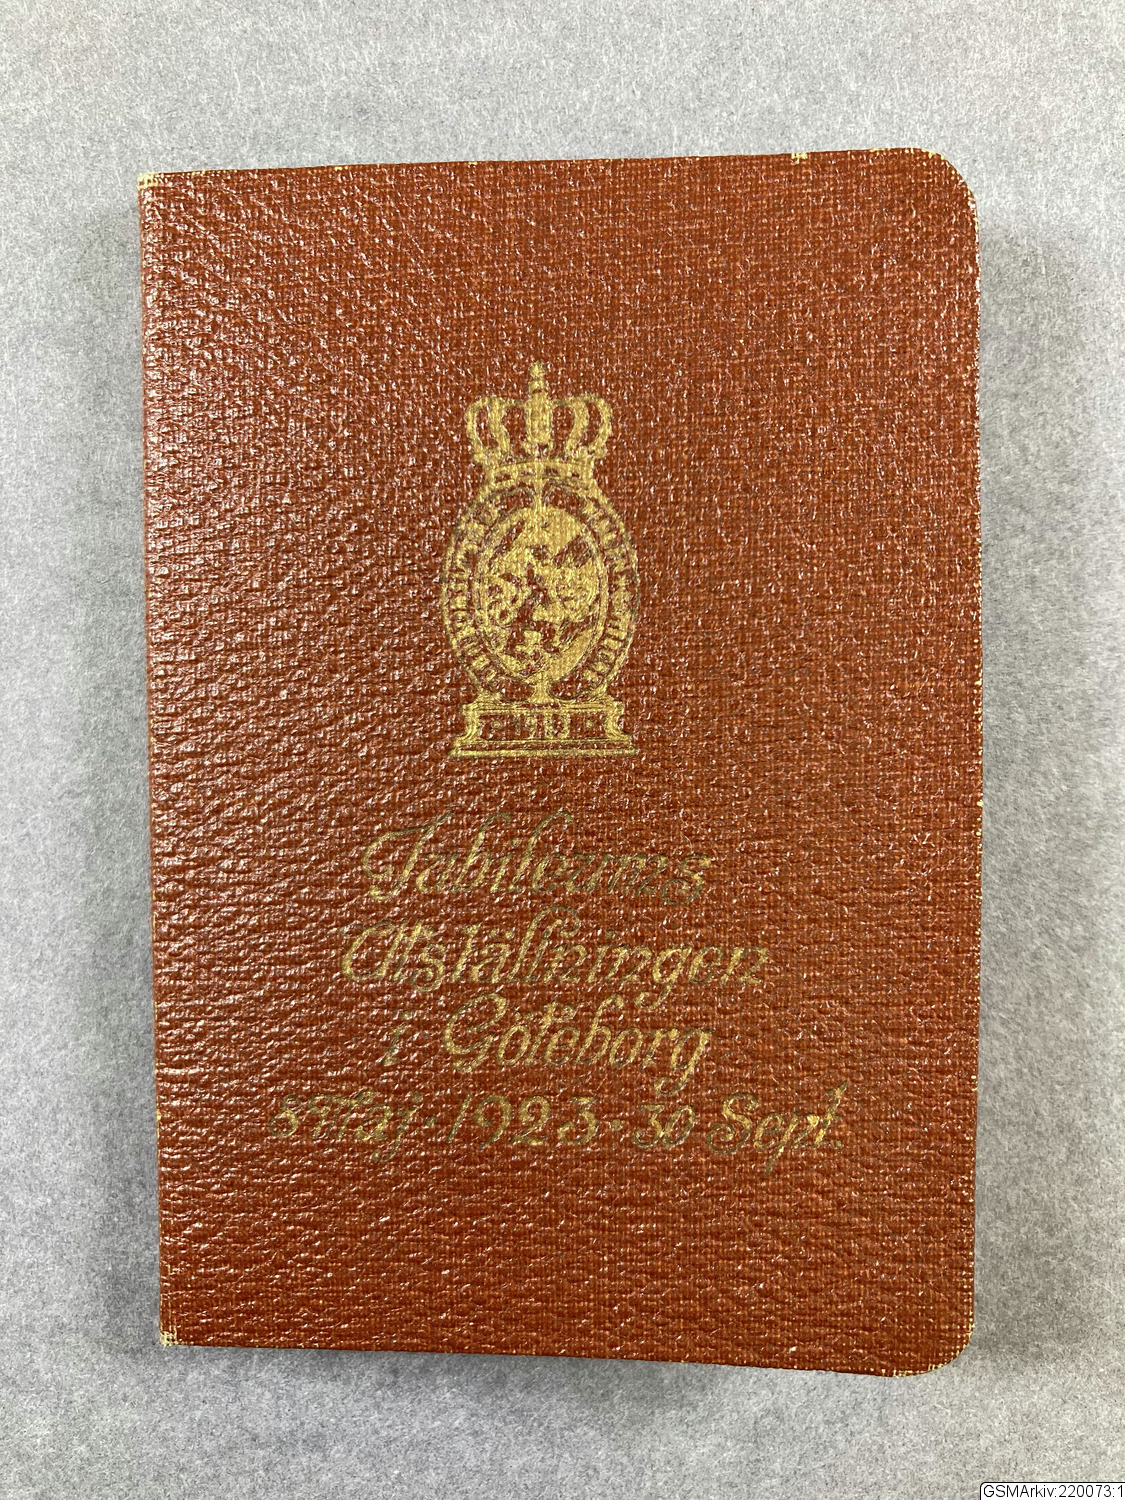 Jubileums
Utställningen
i Göteborg
8 Maj · 1923 · 30 Sept.
GSMArkiv:220073:1